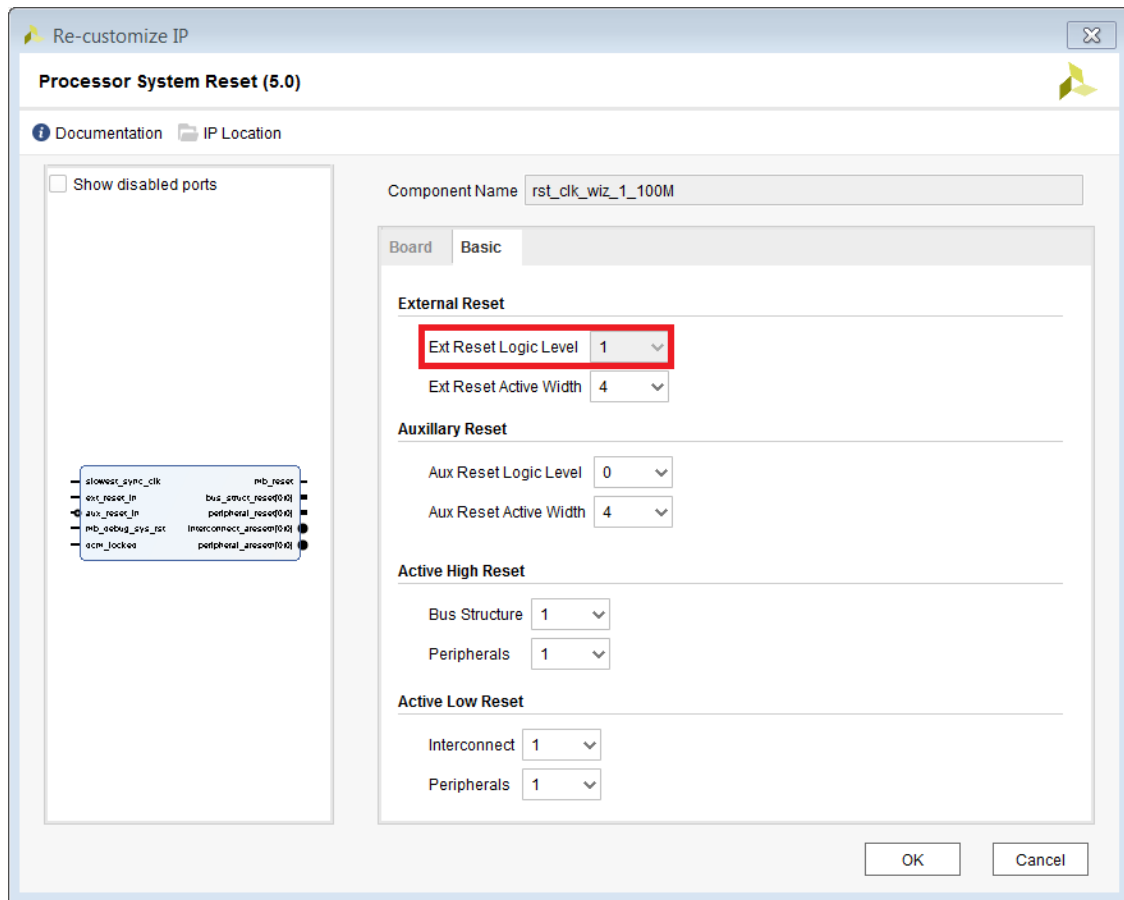 Re-customize IP
Processor System Reset (5.0)
Documentation IP Location
Show disabled ports
slowest_sync_clk
ext_reset_in
aux_reset_in
mb_debug_sys_rst
dcm_locked
mb_reset
bus_struct_reset[0:0]
peripheral_reset[0:0]
interconnect_aresetn[0:0]
peripheral_aresetn[0:0]
Component Name rst_clk_wiz_1_100M
Board Basic
External Reset
Ext Reset Logic Level 1
Ext Reset Active Width 4
Auxillary Reset
Aux Reset Logic Level 0
Aux Reset Active Width 4
Active High Reset
Bus Structure 1
Peripherals 1
Active Low Reset
Interconnect 1
Peripherals 1
OK Cancel